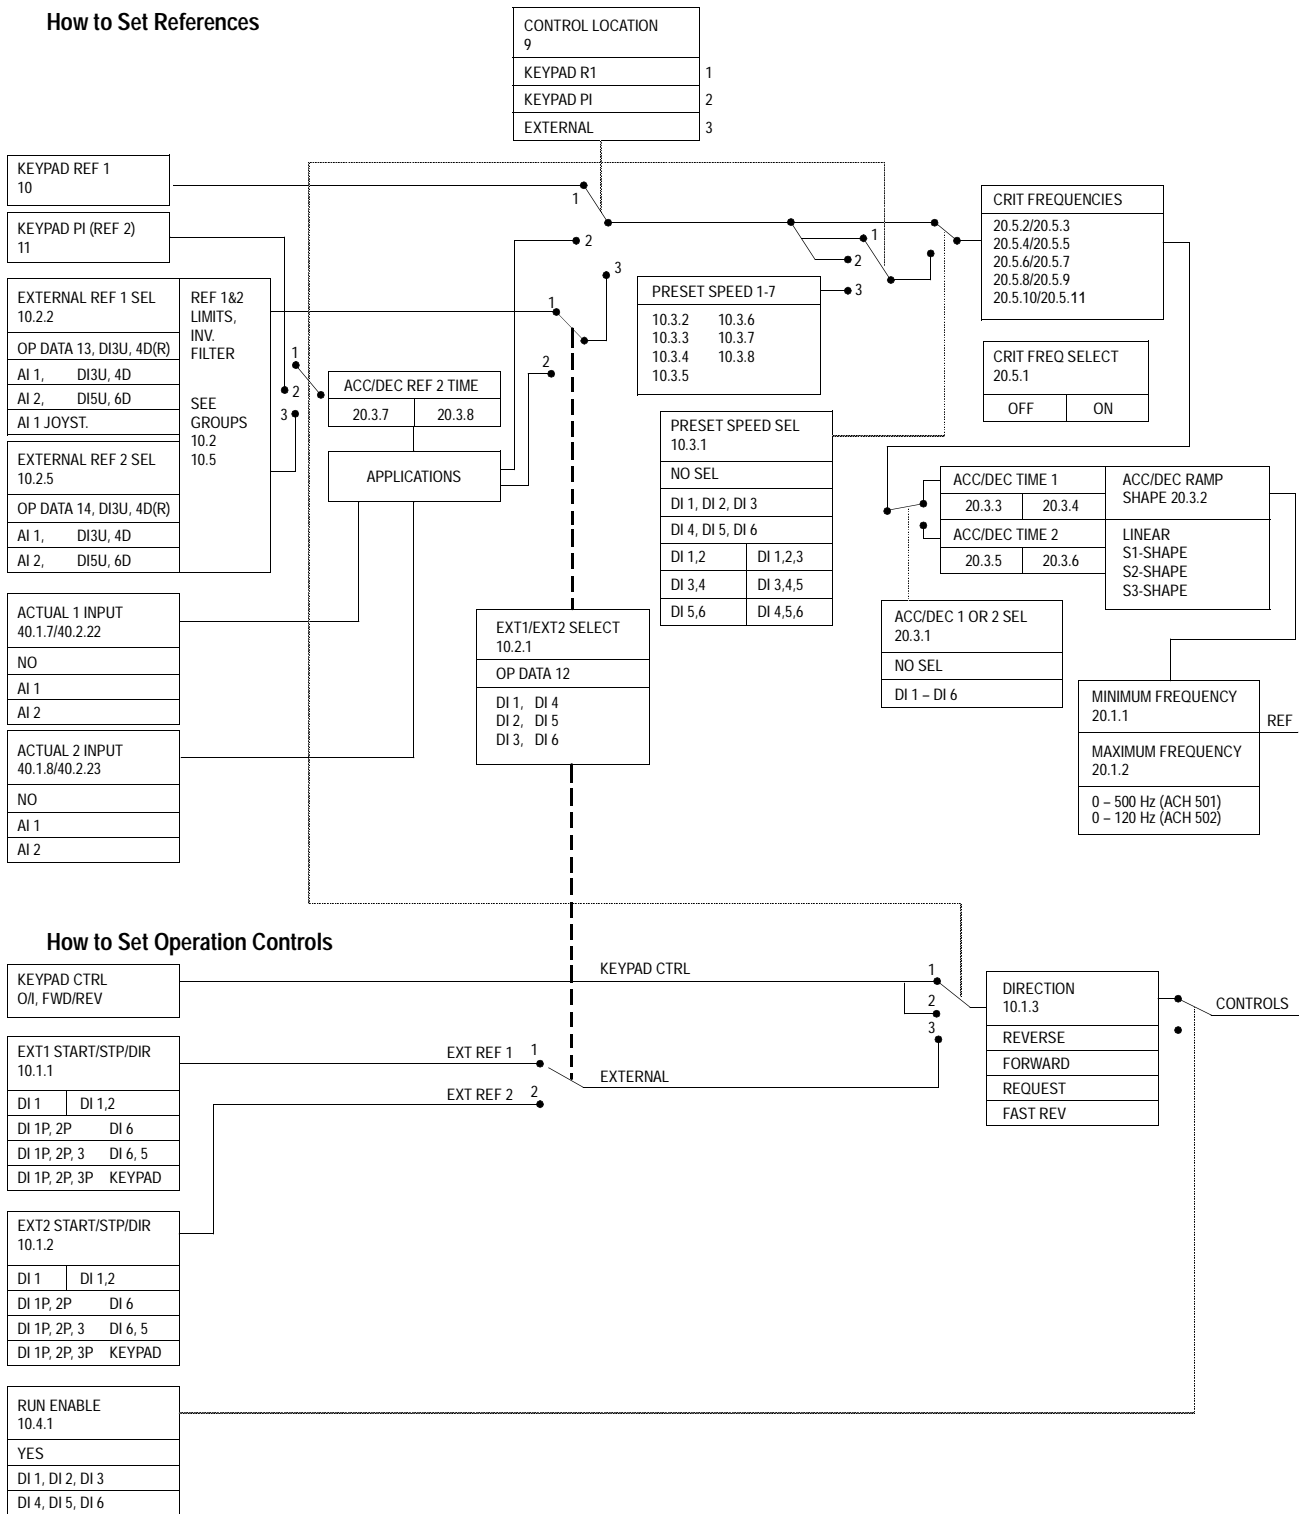 How to Set References
CONTROL LOCATION
9
KEYPAD R1 1
KEYPAD PI 2
EXTERNAL 3
KEYPAD REF 1
10
KEYPAD PI (REF 2)
11
EXTERNAL REF 1 SEL
10.2.2
OP DATA 13, DI3U, 4D(R)
AI 1, DI3U, 4D
AI 2, DI5U, 6D
AI 1 JOYST.
EXTERNAL REF 2 SEL
10.2.5
OP DATA 14, DI3U, 4D(R)
AI 1, DI3U, 4D
AI 2, DI5U, 6D
REF 1&2
LIMITS,
INV.
FILTER
SEE
GROUPS
10.2
10.5
1
2
3
ACC/DEC REF 2 TIME
20.3.7 20.3.8
APPLICATIONS
1
2
3
1
2
1
2
3
PRESET SPEED 1-7
10.3.2 10.3.6
10.3.3 10.3.7
10.3.4 10.3.8
10.3.5
PRESET SPEED SEL
10.3.1
NO SEL
DI 1, DI 2, DI 3
DI 4, DI 5, DI 6
DI 1,2 DI 1,2,3
DI 3,4 DI 3,4,5
DI 5,6 DI 4,5,6
CRIT FREQUENCIES
20.5.2/20.5.3
20.5.4/20.5.5
20.5.6/20.5.7
20.5.8/20.5.9
20.5.10/20.5.11
CRIT FREQ SELECT
20.5.1
OFF ON
ACC/DEC TIME 1
20.3.3 20.3.4
ACC/DEC TIME 2
20.3.5 20.3.6
ACC/DEC RAMP
SHAPE 20.3.2
LINEAR
S1-SHAPE
S2-SHAPE
S3-SHAPE
ACC/DEC 1 OR 2 SEL
20.3.1
NO SEL
DI 1 – DI 6
MINIMUM FREQUENCY
20.1.1
MAXIMUM FREQUENCY
20.1.2
0 – 500 Hz (ACH 501)
0 – 120 Hz (ACH 502)
REF
ACTUAL 1 INPUT
40.1.7/40.2.22
NO
AI 1
AI 2
ACTUAL 2 INPUT
40.1.8/40.2.23
NO
AI 1
AI 2
EXT1/EXT2 SELECT
10.2.1
OP DATA 12
DI 1, DI 4
DI 2, DI 5
DI 3, DI 6
How to Set Operation Controls
KEYPAD CTRL
O/I, FWD/REV
KEYPAD CTRL
1
2
3
EXT1 START/STP/DIR
10.1.1
DI 1 DI 1,2
DI 1P, 2P DI 6
DI 1P, 2P, 3 DI 6, 5
DI 1P, 2P, 3P KEYPAD
EXT REF 1 1
EXT REF 2 2
EXTERNAL
DIRECTION
10.1.3
REVERSE
FORWARD
REQUEST
FAST REV
CONTROLS
EXT2 START/STP/DIR
10.1.2
DI 1 DI 1,2
DI 1P, 2P DI 6
DI 1P, 2P, 3 DI 6, 5
DI 1P, 2P, 3P KEYPAD
RUN ENABLE
10.4.1
YES
DI 1, DI 2, DI 3
DI 4, DI 5, DI 6